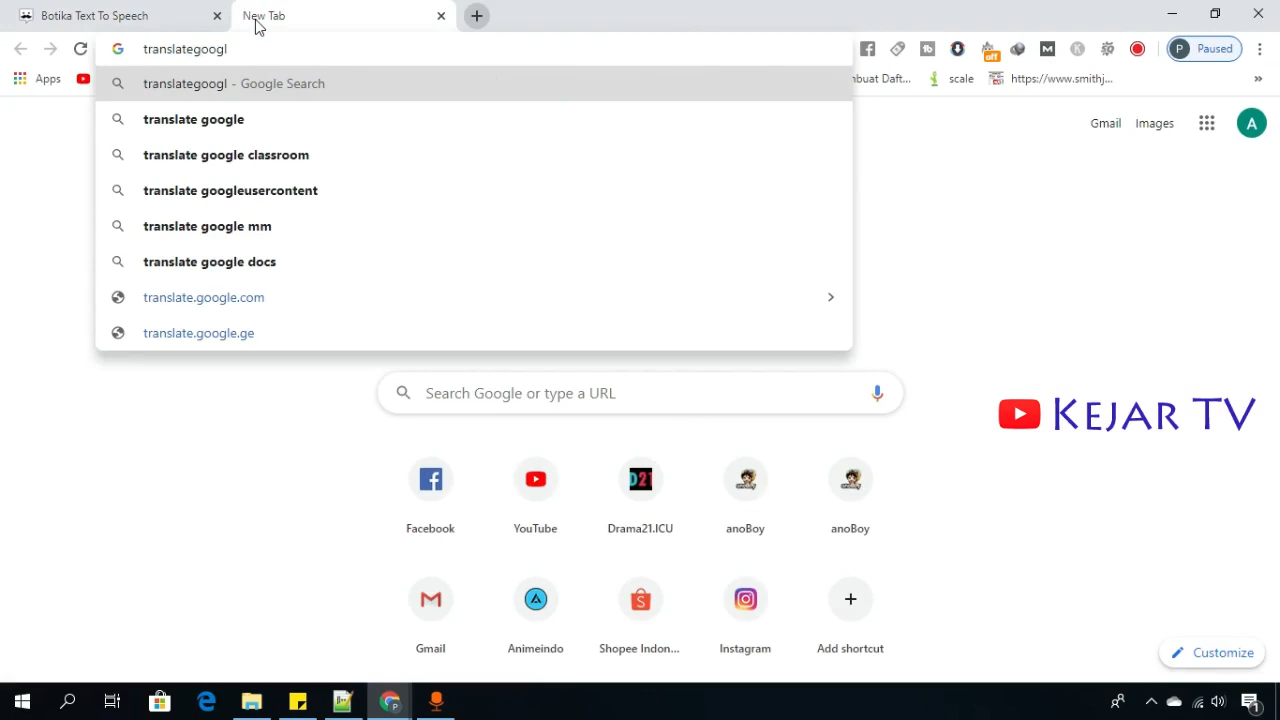 Botika Text To Speech
New Tab
translategoogl
Paused
Apps
buat Daft...
scale
https://www.smithj...
translategoogl - Google Search
translate google
translate google classroom
translate googleusercontent
translate google mm
translate google docs
translate.google.com
translate.google.ge
Gmail
Images
A
Search Google or type a URL
KEJAR TV
Facebook
YouTube
Drama21.ICU
anoBoy
anoBoy
Gmail
Animeindo
Shopee Indon...
Instagram
Add shortcut
Customize